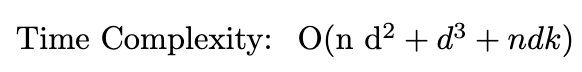 Time Complexity: O(n d² + d³ + ndk)